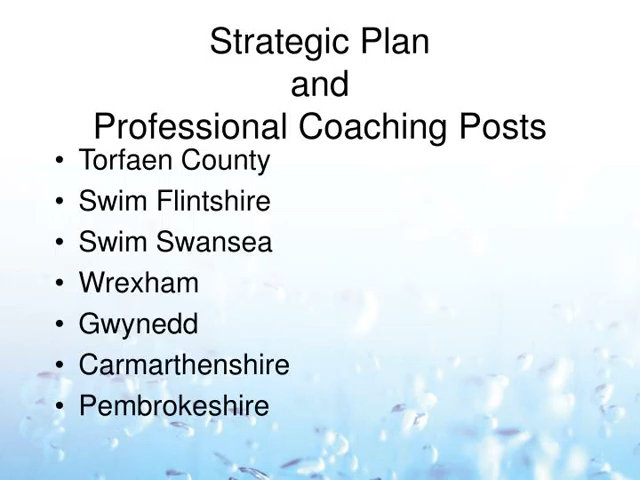 Strategic Plan
and
Professional Coaching Posts
• Torfaen County
• Swim Flintshire
• Swim Swansea
• Wrexham
• Gwynedd
• Carmarthenshire
• Pembrokeshire